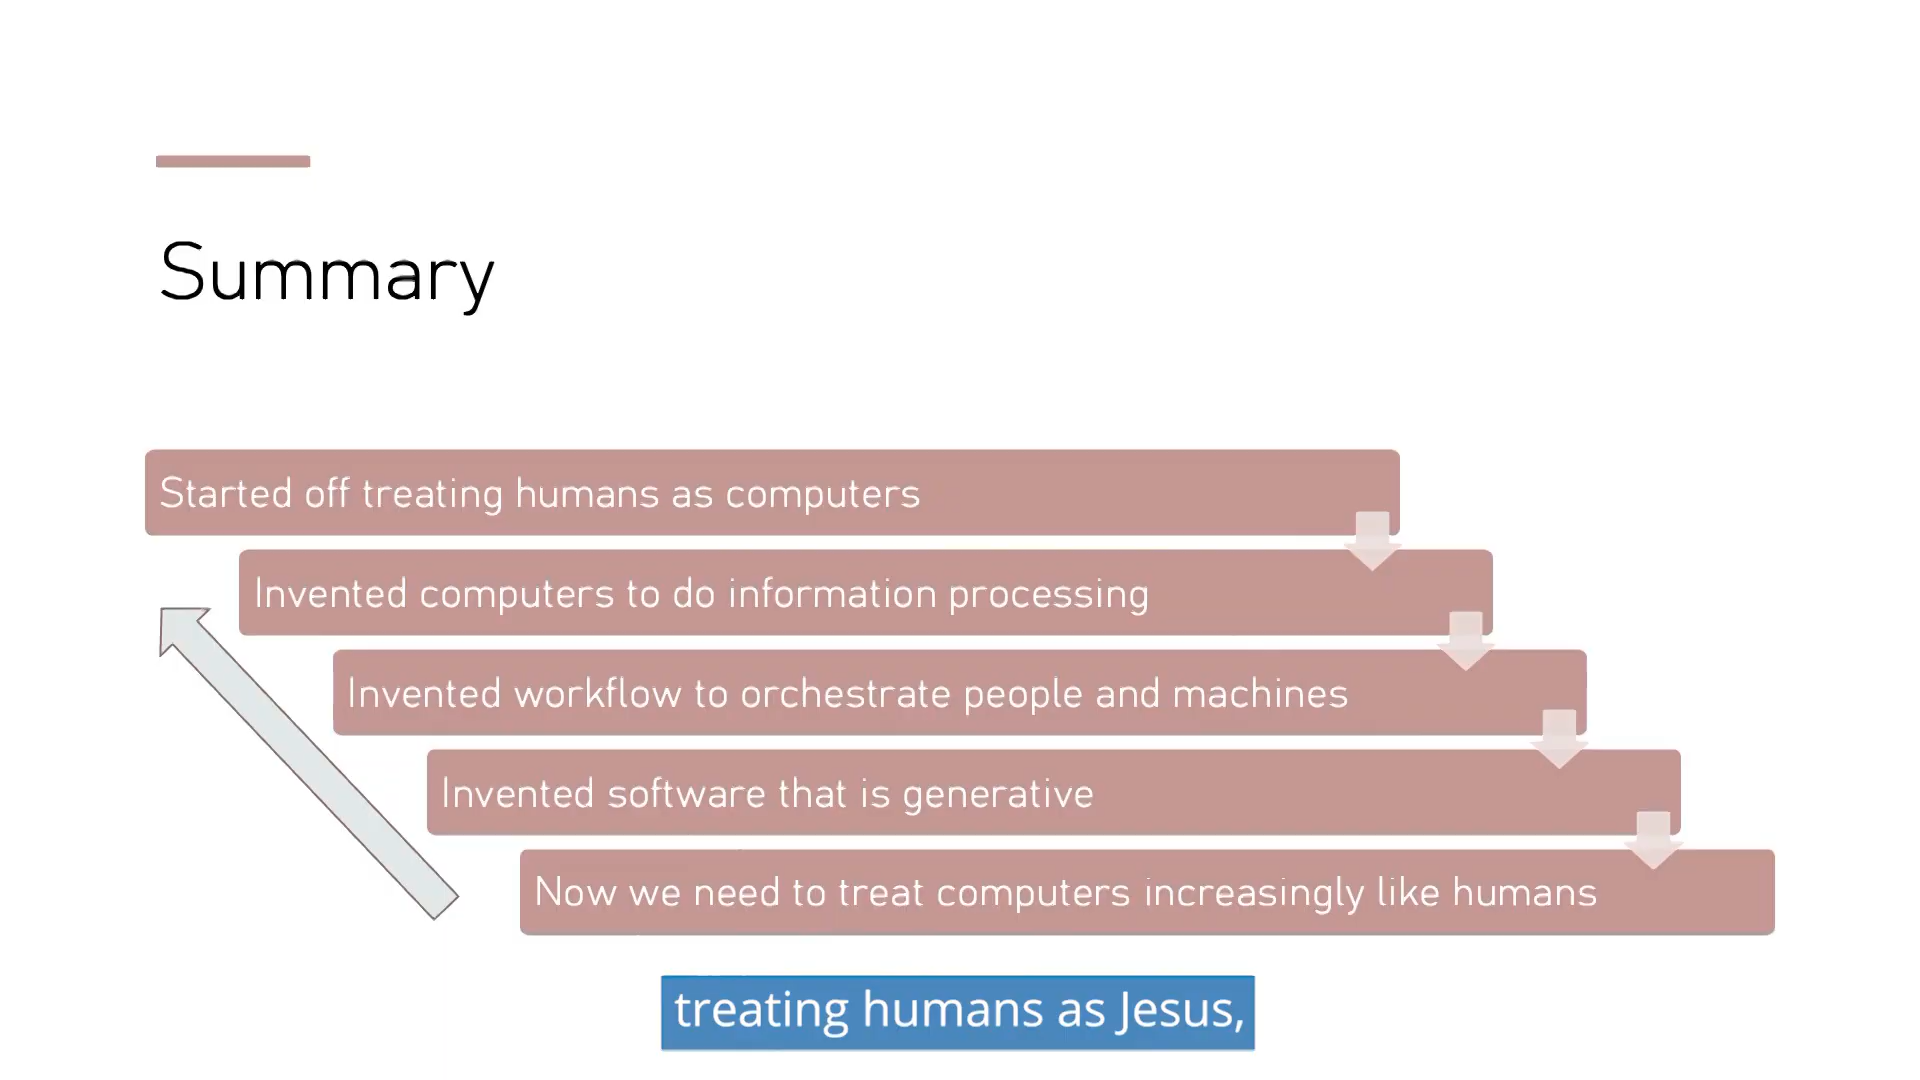 Summary
Started off treating humans as computers
Invented computers to do information processing
Invented workflow to orchestrate people and machines
Invented software that is generative
Now we need to treat computers increasingly like humans
treating humans as Jesus,